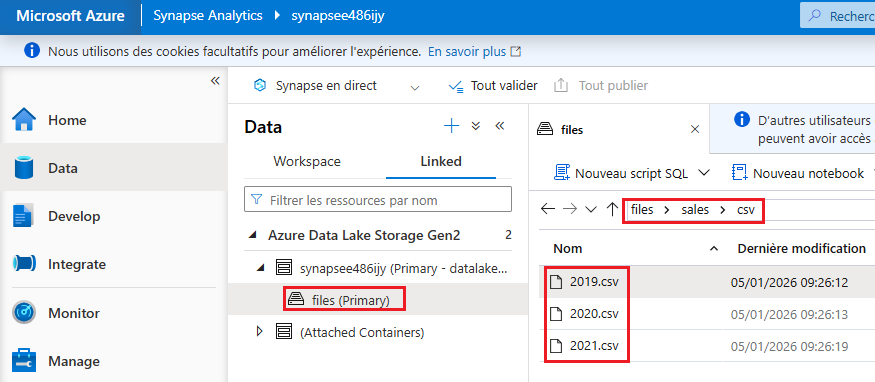 Microsoft Azure Synapse Analytics synapsee486ijy Recherc
Nous utilisons des cookies facultatifs pour améliorer l'expérience. En savoir plus
Home
Data
Develop
Integrate
Monitor
Manage
Synapse en direct Tout valider Tout publier
Data
Workspace Linked
Filtrer les ressources par nom
Azure Data Lake Storage Gen2 2
synapsee486ijy (Primary - datalake...
files (Primary)
(Attached Containers)
files
D'autres utilisateurs
peuvent avoir accès
Nouveau script SQL Nouveau notebook
files > sales > csv
Nom Dernière modification
2019.csv 05/01/2026 09:26:12
2020.csv 05/01/2026 09:26:13
2021.csv 05/01/2026 09:26:19